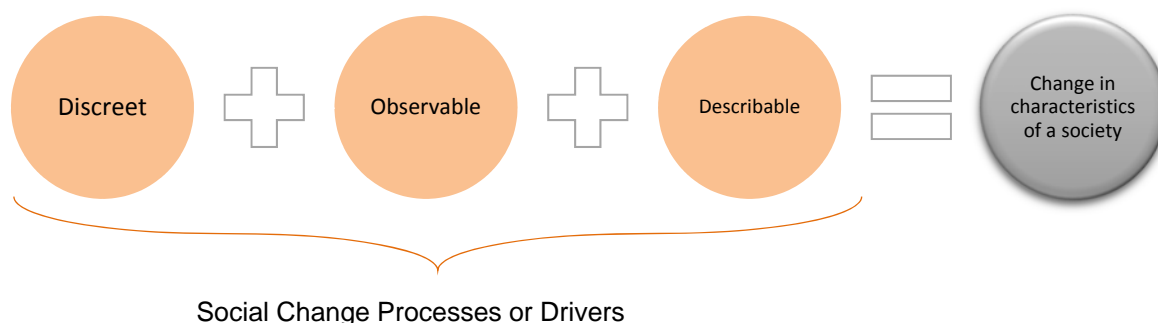 Discreet
Observable
Describable
Change in
characteristics
of a society
Social Change Processes or Drivers